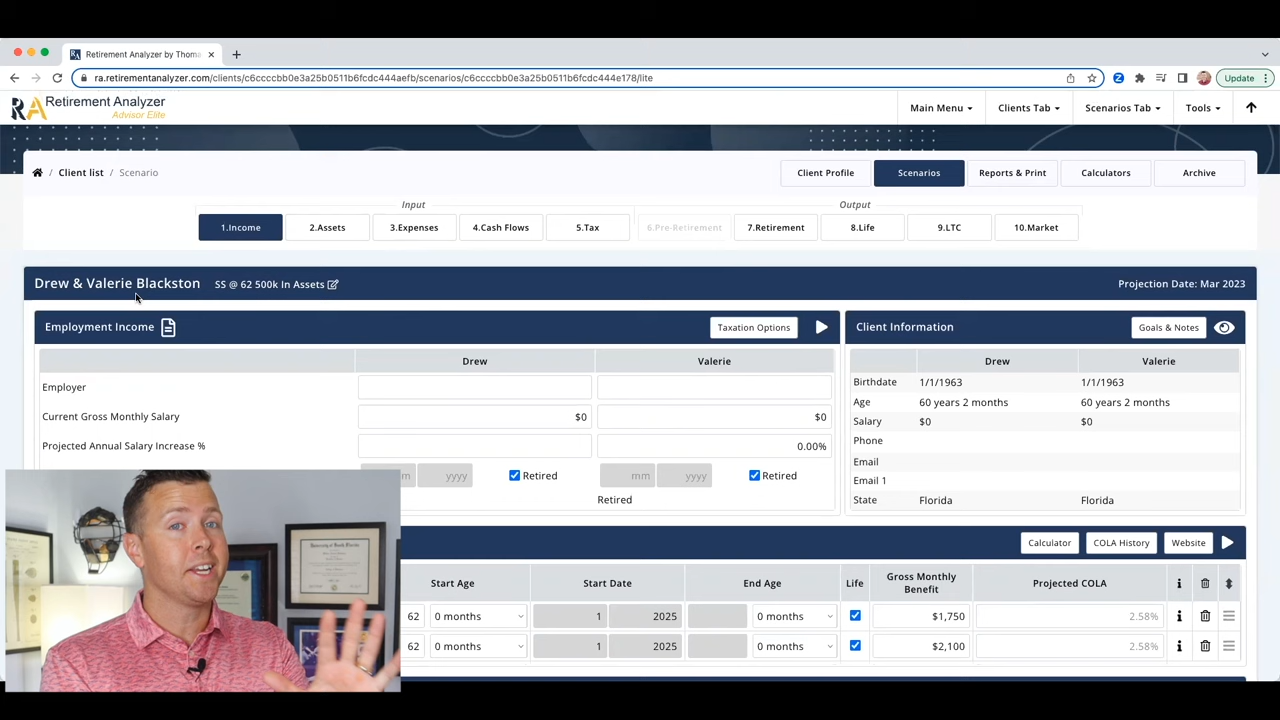 Retirement Analyzer by Thoma
ra.retirementanalyzer.com/clients/c6ccccbb0e3a25b0511b6fcdc444aefb/scenarios/c6ccccbb0e3a25b0511b6fcdc444e178/lite
Update
RA Retirement Analyzer
Advisor Elite
Main Menu Clients Tab Scenarios Tab Tools
/ Client list / Scenario
Client Profile Scenarios Reports & Print Calculators Archive
Input Output
1.Income 2.Assets 3.Expenses 4.Cash Flows 5.Tax 6.Pre-Retirement 7.Retirement 8.Life 9.LTC 10.Market
Drew & Valerie Blackston SS @ 62 500k In Assets Projection Date: Mar 2023
Employment Income Taxation Options
Drew Valerie
Employer
Current Gross Monthly Salary $0 $0
Projected Annual Salary Increase % 0.00%
yyyy Retired mm yyyy Retired
Retired
Client Information Goals & Notes
Drew Valerie
Birthdate 1/1/1963 1/1/1963
Age 60 years 2 months 60 years 2 months
Salary $0 $0
Phone
Email
Email 1
State Florida Florida
Calculator COLA History Website
Start Age Start Date End Age Life Gross Monthly Benefit Projected COLA
62 0 months 1 2025 0 months $1,750 2.58%
62 0 months 1 2025 0 months $2,100 2.58%